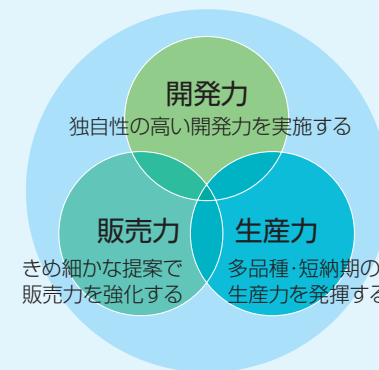 開発力
独自性の高い開発力を実施する
販売力
きめ細かな提案で
販売力を強化する
生産力
多品種・短納期の
生産力を発揮する